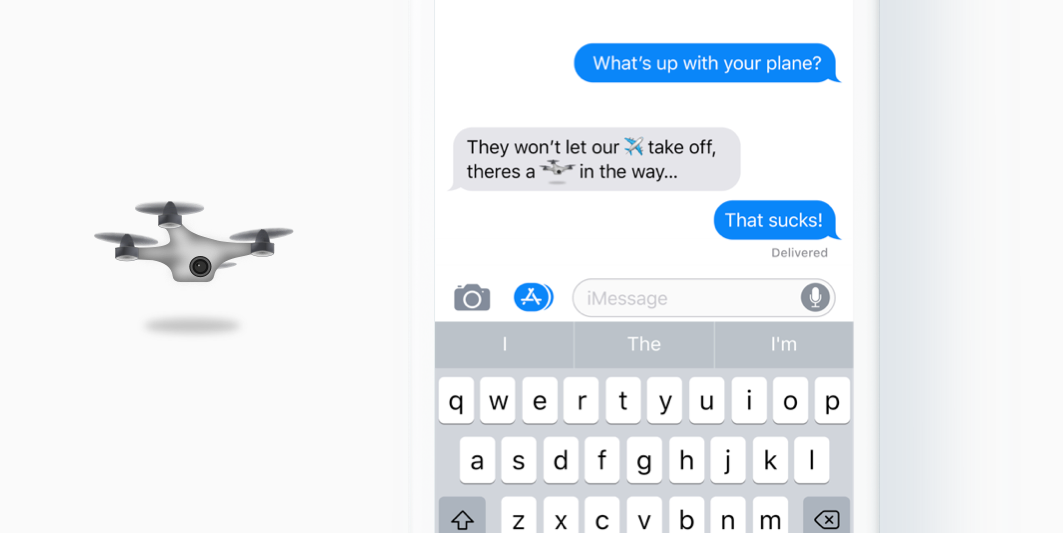 What’s up with your plane?
They won’t let our ✈️ take off,
theres a in the way...
That sucks!
Delivered
iMessage
I The I'm
q w e r t y u i o p
a s d f g h j k l
z x c v b n m